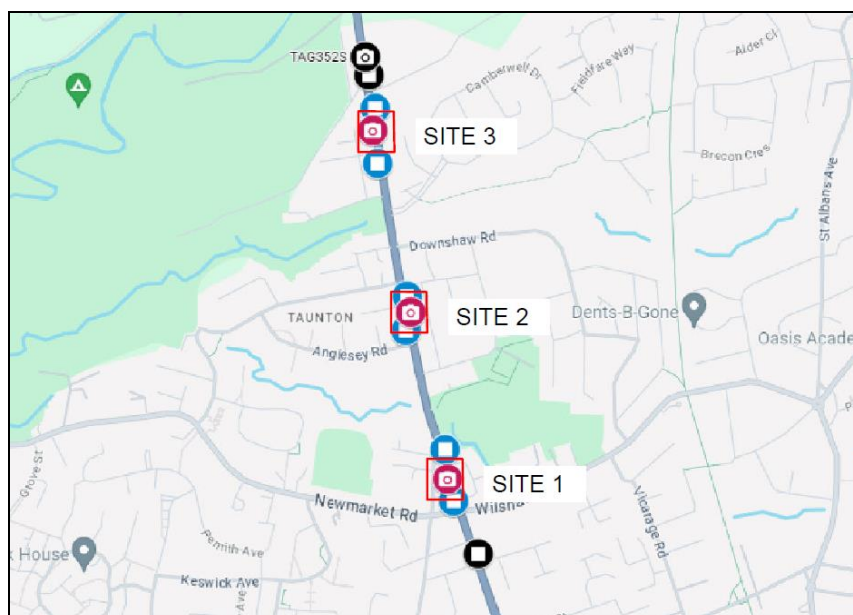 TAG352S
Alder Cl
Fieldfare Way
Camberwell Dr
SITE 3
Brecon Cres
St Albans Ave
Downshaw Rd
TAUNTON
SITE 2
Dents-B-Gone
Anglesey Rd
Oasis Acade
Grove St
SITE 1
Newmarket Rd
Wilsh
Vicarage Rd
Penrith Ave
k House
Keswick Ave